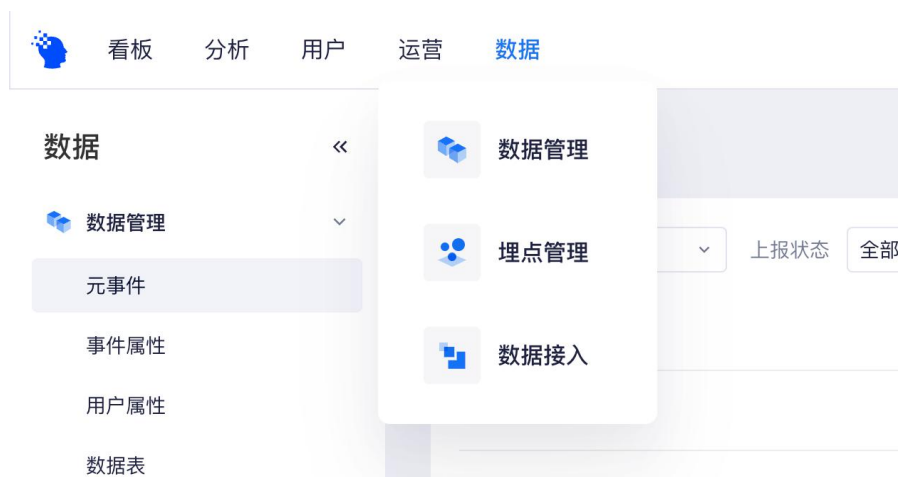 看板 分析 用户 运营 数据
数据
数据管理
元事件
事件属性
用户属性
数据表
数据管理
埋点管理
数据接入
上报状态 全部